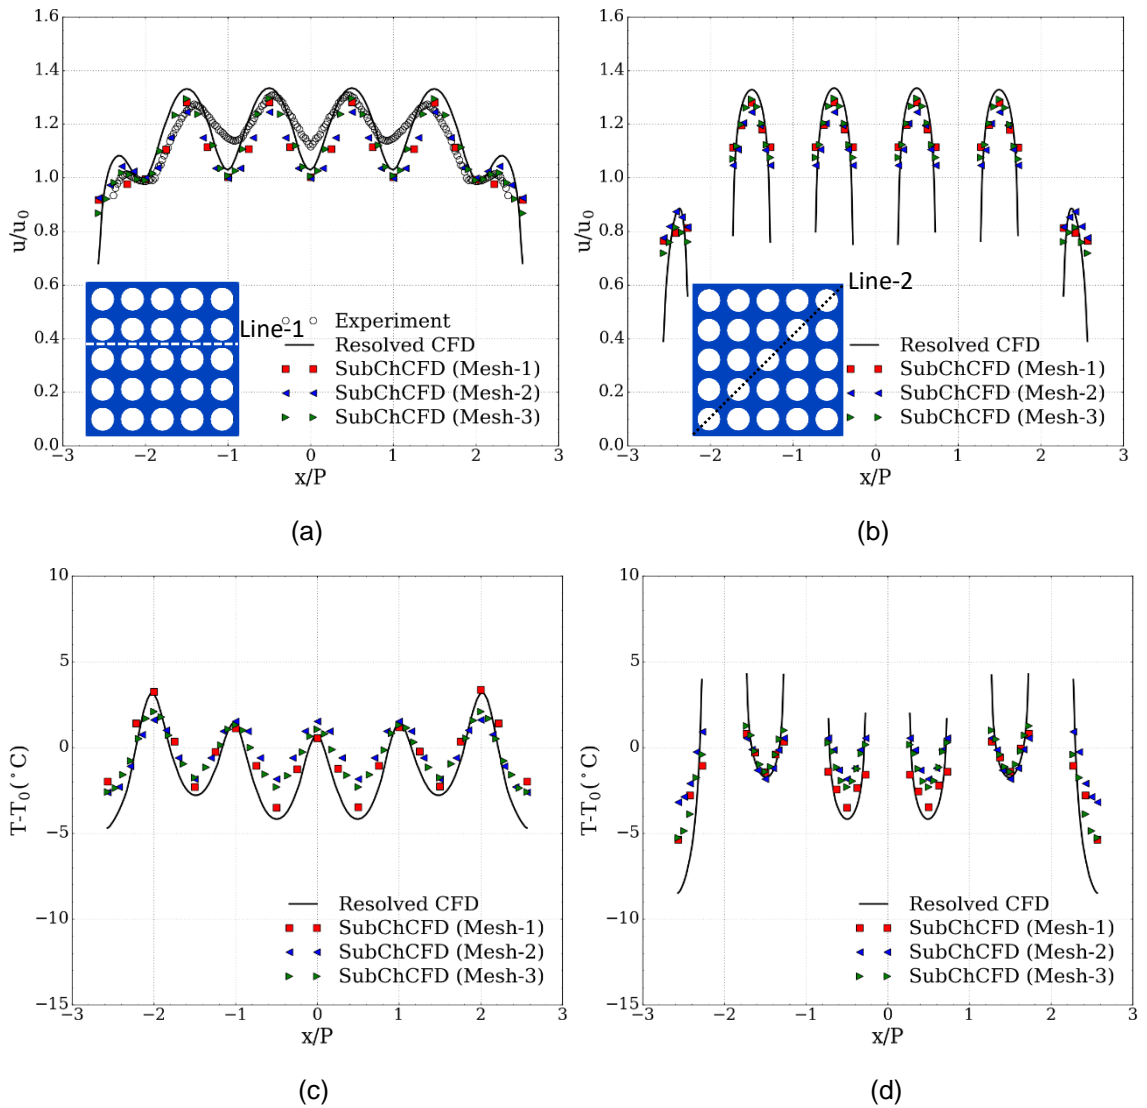 1.6
1.4
1.2
1.0
0.8
0.6
0.4
0.2
0.0
u/u0
−3 −2 −1 0 1 2 3
x/P
Line-1
Experiment
Resolved CFD
SubChCFD (Mesh-1)
SubChCFD (Mesh-2)
SubChCFD (Mesh-3)
(a)
1.6
1.4
1.2
1.0
0.8
0.6
0.4
0.2
0.0
u/u0
−3 −2 −1 0 1 2 3
x/P
Line-2
Resolved CFD
SubChCFD (Mesh-1)
SubChCFD (Mesh-2)
SubChCFD (Mesh-3)
(b)
10
5
0
−5
−10
−15
T-T0(°C)
−3 −2 −1 0 1 2 3
x/P
Resolved CFD
SubChCFD (Mesh-1)
SubChCFD (Mesh-2)
SubChCFD (Mesh-3)
(c)
10
5
0
−5
−10
−15
T-T0(°C)
−3 −2 −1 0 1 2 3
x/P
Resolved CFD
SubChCFD (Mesh-1)
SubChCFD (Mesh-2)
SubChCFD (Mesh-3)
(d)